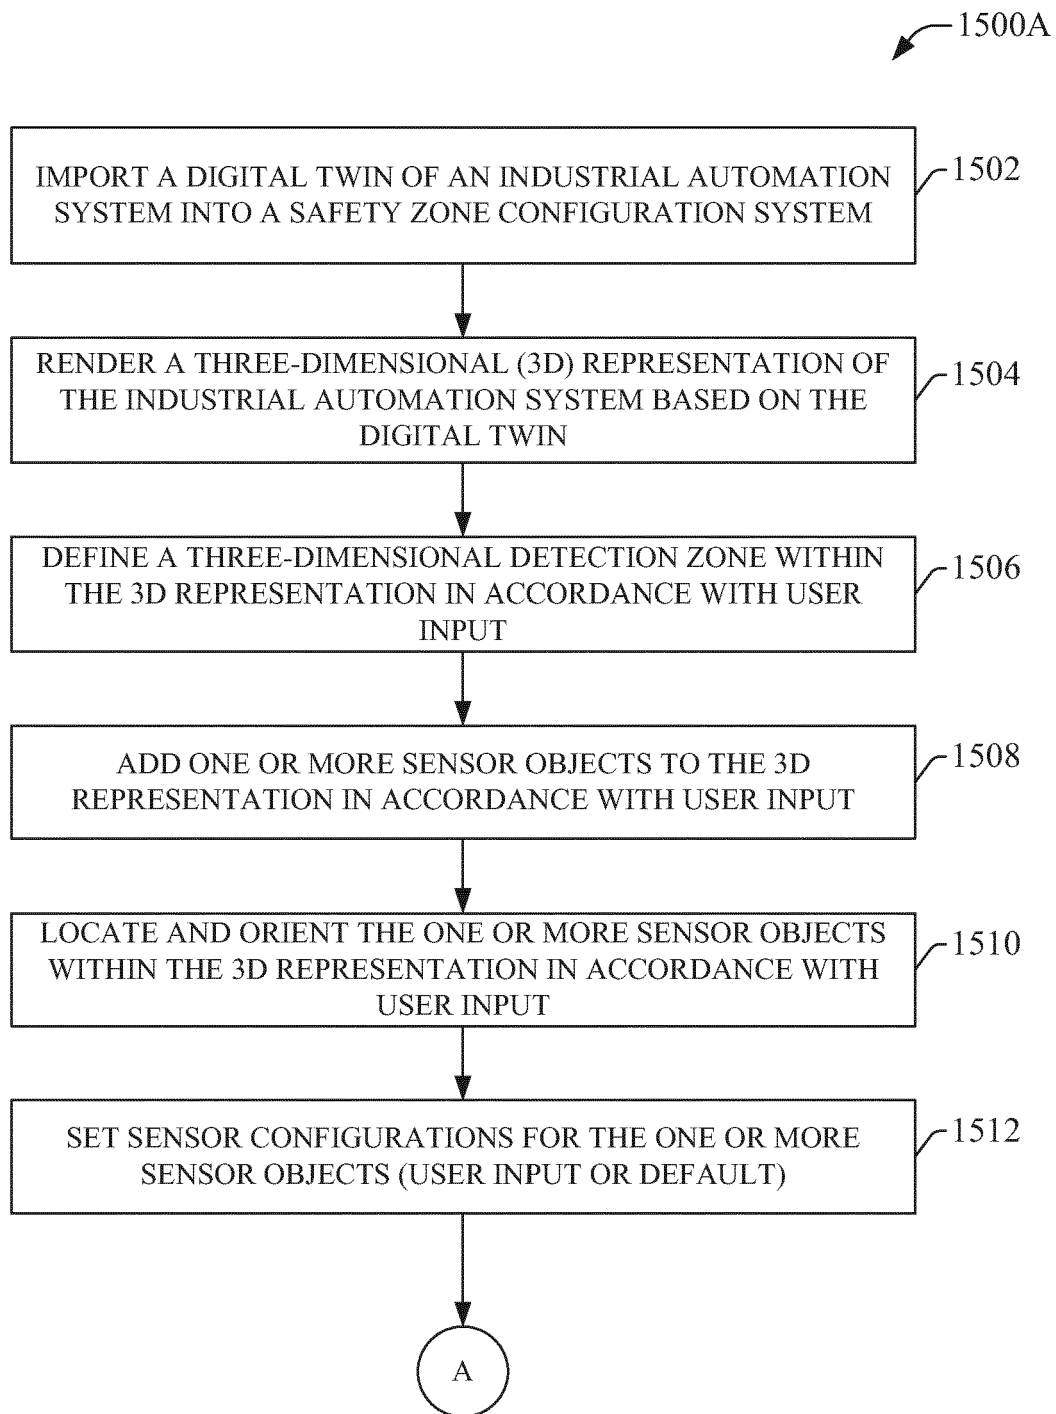 1500A
IMPORT A DIGITAL TWIN OF AN INDUSTRIAL AUTOMATION
SYSTEM INTO A SAFETY ZONE CONFIGURATION SYSTEM
1502
RENDER A THREE-DIMENSIONAL (3D) REPRESENTATION OF
THE INDUSTRIAL AUTOMATION SYSTEM BASED ON THE
DIGITAL TWIN
1504
DEFINE A THREE-DIMENSIONAL DETECTION ZONE WITHIN
THE 3D REPRESENTATION IN ACCORDANCE WITH USER
INPUT
1506
ADD ONE OR MORE SENSOR OBJECTS TO THE 3D
REPRESENTATION IN ACCORDANCE WITH USER INPUT
1508
LOCATE AND ORIENT THE ONE OR MORE SENSOR OBJECTS
WITHIN THE 3D REPRESENTATION IN ACCORDANCE WITH
USER INPUT
1510
SET SENSOR CONFIGURATIONS FOR THE ONE OR MORE
SENSOR OBJECTS (USER INPUT OR DEFAULT)
1512
A